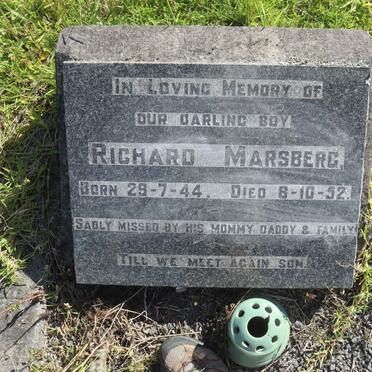 In Loving Memory of
our darling boy
Richard Marsberg.
Born 29-7-44. Died 8-10-52.
Sadly missed by his mommy daddy & family
Till we meet again son.